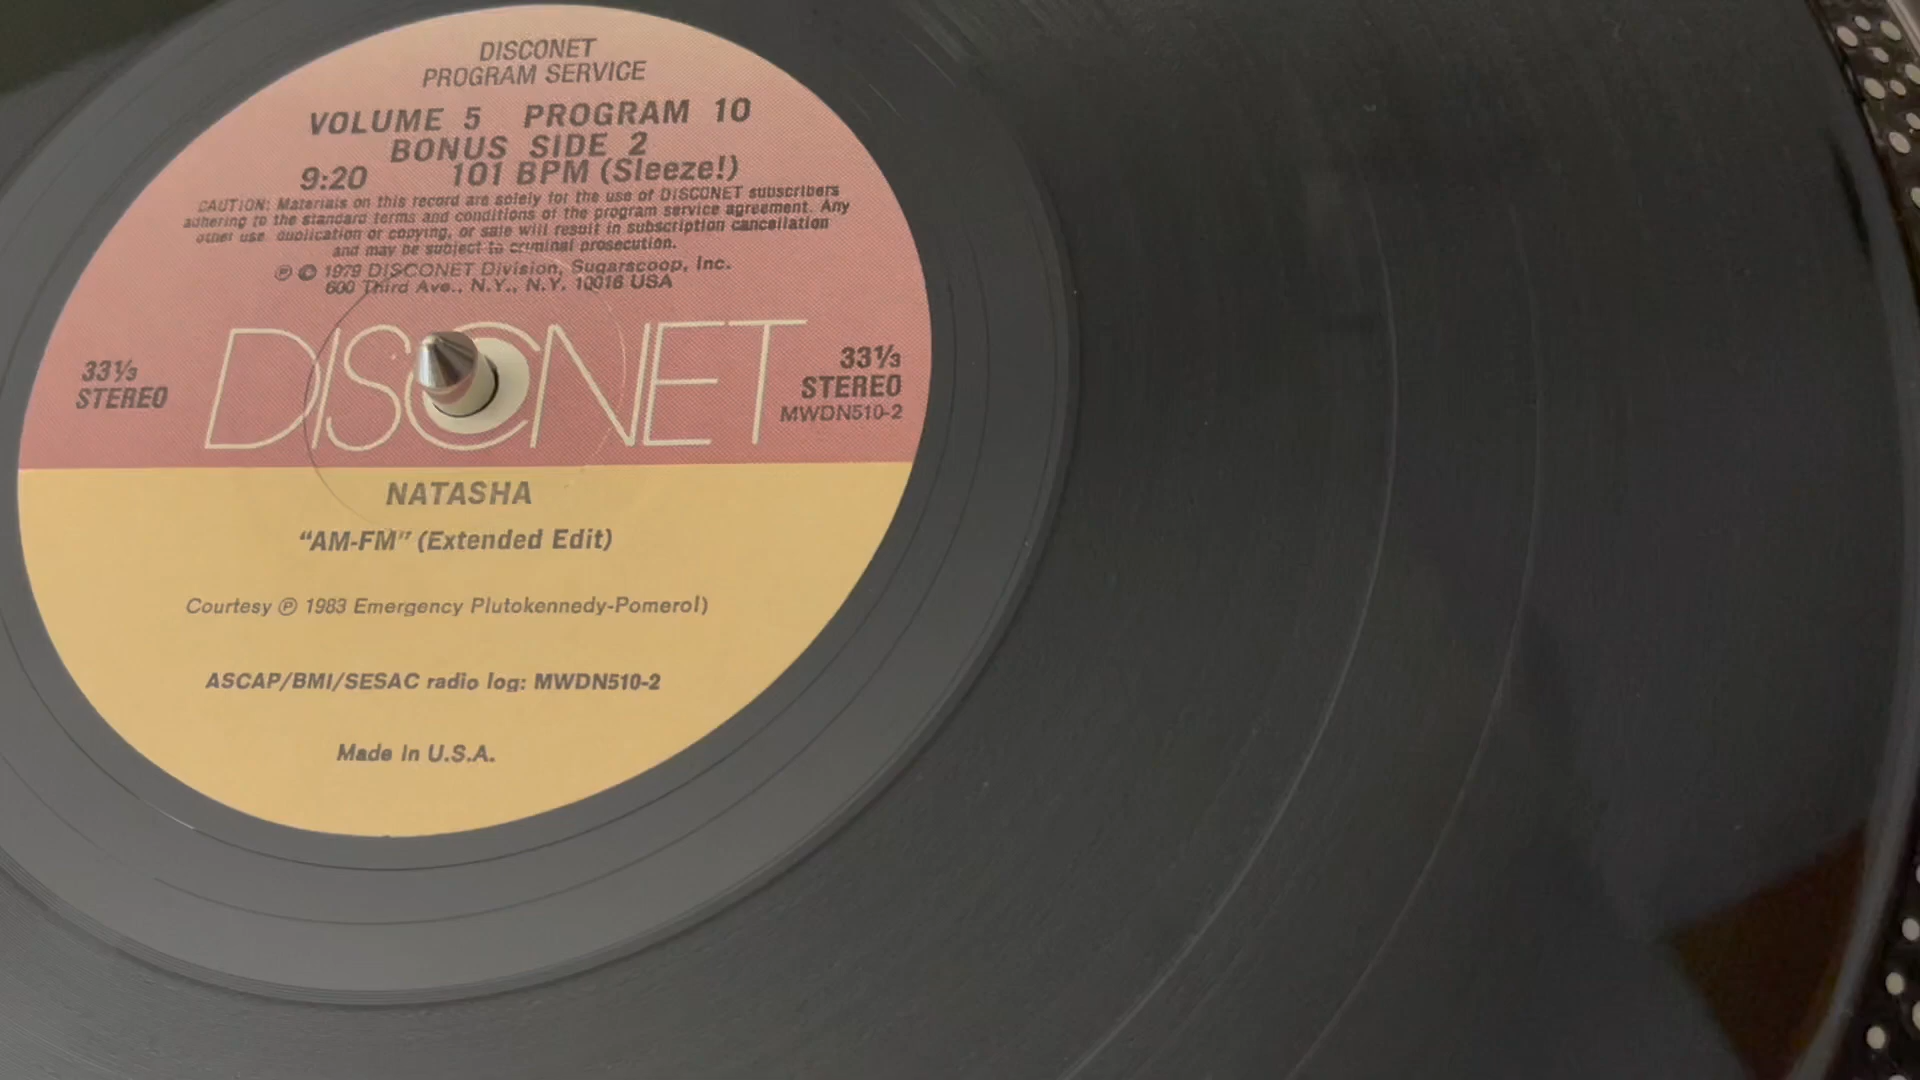 DISCONET
PROGRAM SERVICE
VOLUME 5 PROGRAM 10
BONUS SIDE 2
9:20 101 BPM (Sleeze!)
CAUTION: Materials on this record are solely for the use of DISCONET subscribers
adhering to the standard terms and conditions of the program service agreement. Any
other use duplication or copying, or sale will result in subscription cancellation
and may be subject to criminal prosecution.
℗ © 1979 DISCONET Division, Sugarscoop, Inc.
600 Third Ave., N.Y., N.Y. 10016 USA
33⅓
STEREO
DISCONET
33⅓
STEREO
MWDN510-2
NATASHA
“AM-FM” (Extended Edit)
Courtesy ℗ 1983 Emergency Plutokennedy-Pomerol)
ASCAP/BMI/SESAC radio log: MWDN510-2
Made In U.S.A.